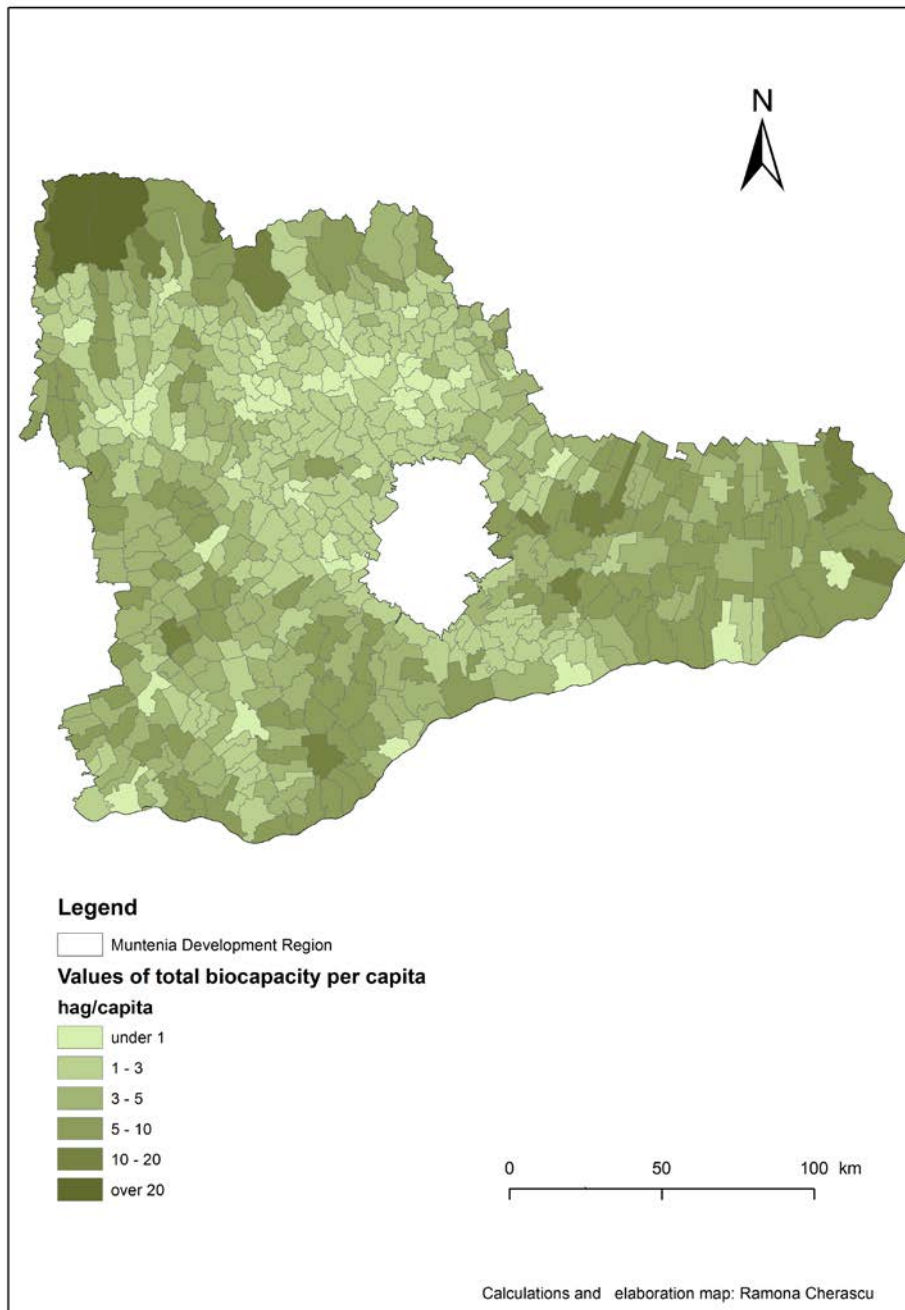 N
Legend
Muntenia Development Region
Values of total biocapacity per capita
hag/capita
under 1
1 - 3
3 - 5
5 - 10
10 - 20
over 20
0 50 100 km
Calculations and elaboration map: Ramona Cherascu